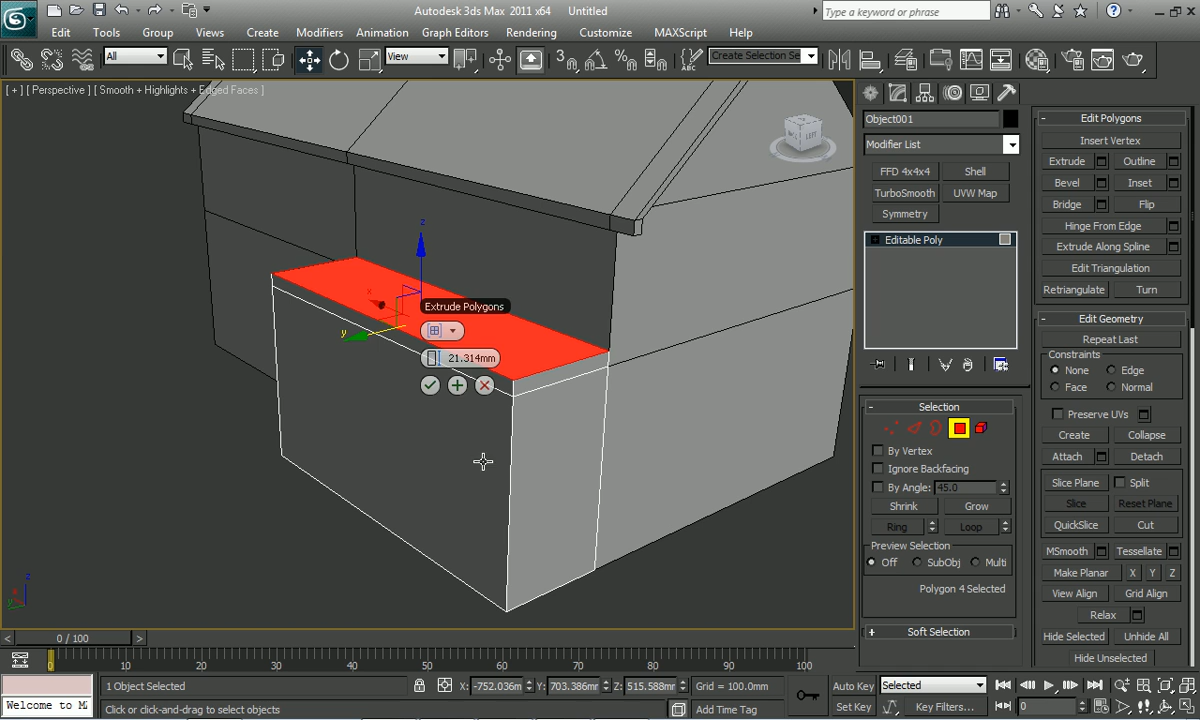 Autodesk 3ds Max 2011 x64 Untitled
Type a keyword or phrase
Edit Tools Group Views Create Modifiers Animation Graph Editors Rendering Customize MAXScript Help
All View Create Selection Se
[ + ] [ Perspective ] [ Smooth + Highlights + Edged Faces ]
Object001
Modifier List
FFD 4x4x4 Shell
TurboSmooth UVW Map
Symmetry
Editable Poly
Extrude Polygons
21.314mm
z
x
y
Selection
By Vertex
Ignore Backfacing
By Angle: 45.0
Shrink Grow
Ring Loop
Preview Selection
Off SubObj Multi
Polygon 4 Selected
Soft Selection
Edit Polygons
Insert Vertex
Extrude Outline
Bevel Inset
Bridge Flip
Hinge From Edge
Extrude Along Spline
Edit Triangulation
Retriangulate Turn
Edit Geometry
Repeat Last
Constraints
None Edge
Face Normal
Preserve UVs
Create Collapse
Attach Detach
Slice Plane Split
Slice Reset Plane
QuickSlice Cut
MSmooth Tessellate
Make Planar X Y Z
View Align Grid Align
Relax
Hide Selected Unhide All
Hide Unselected
0 / 100
0 10 20 30 40 50 60 70 80 90 100
1 Object Selected X: -752.036m Y: 703.386mr Z: 515.588mr Grid = 100.0mm Auto Key Selected
Welcome to M Click or click-and-drag to select objects Add Time Tag Set Key Key Filters... 0